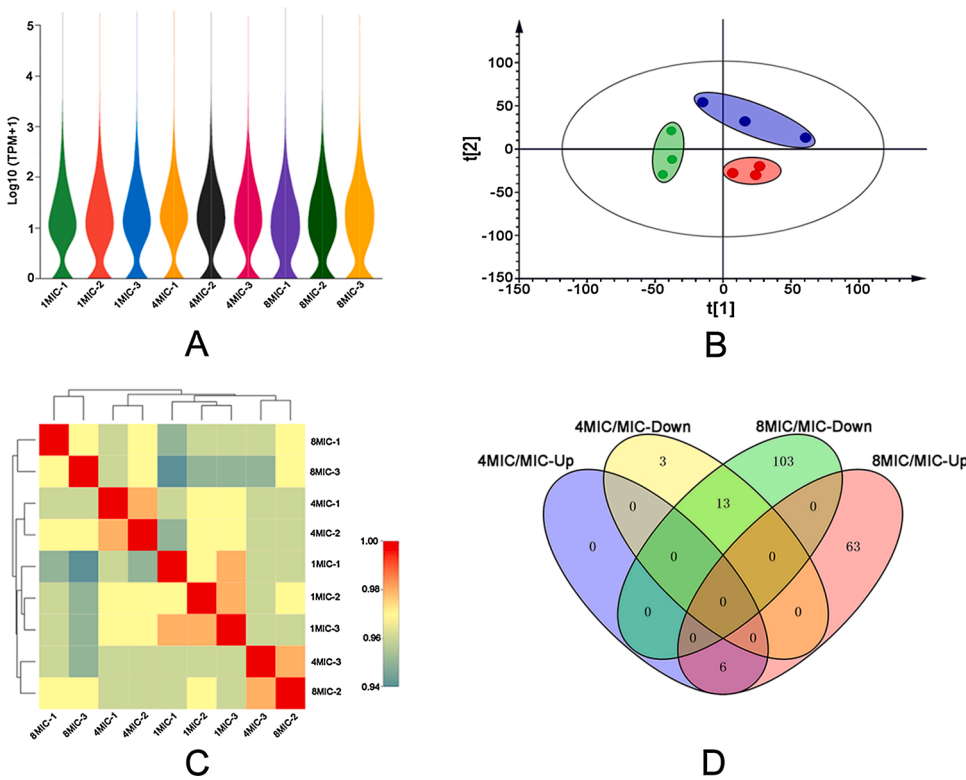 5
4
3
2
1
0
Log10 (TPM+1)
1MIC-1
1MIC-2
1MIC-3
4MIC-1
4MIC-2
4MIC-3
8MIC-1
8MIC-2
8MIC-3
A
100
50
0
-50
-100
-150
t[2]
-150
-100
-50
0
50
100
t[1]
B
8MIC-1
8MIC-3
4MIC-1
4MIC-2
1MIC-1
1MIC-2
1MIC-3
4MIC-3
8MIC-2
8MIC-1
8MIC-3
4MIC-1
4MIC-2
1MIC-1
1MIC-2
1MIC-3
4MIC-3
8MIC-2
1.00
0.98
0.96
0.94
C
4MIC/MIC-Down
8MIC/MIC-Down
4MIC/MIC-Up
8MIC/MIC-Up
3
103
0
13
0
0
0
0
63
0
0
0
0
0
6
D